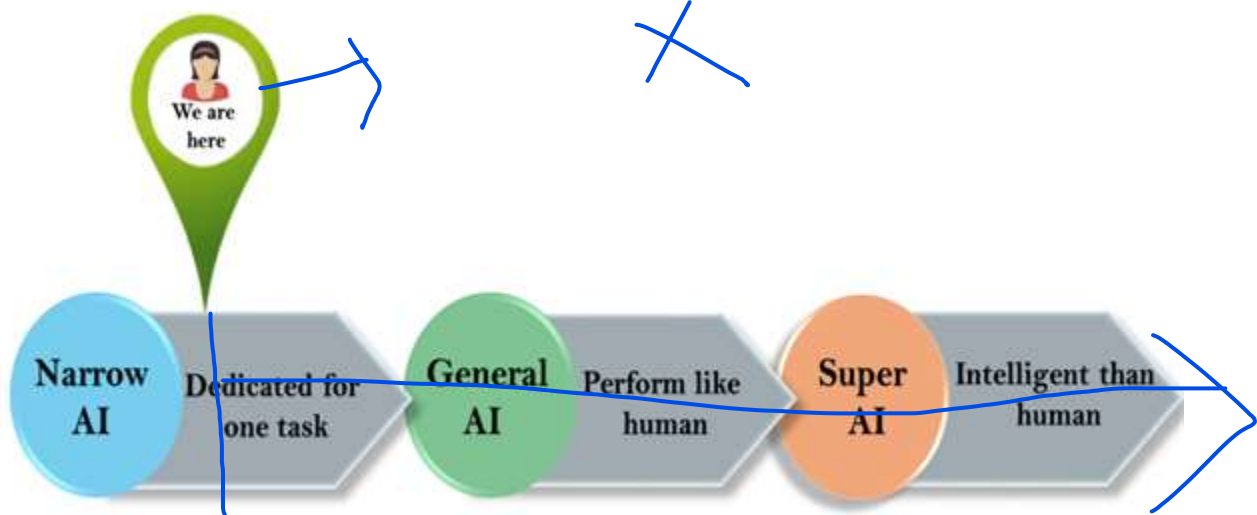 We are
here
Narrow
AI
Dedicated for
one task
General
AI
Perform like
human
Super
AI
Intelligent than
human